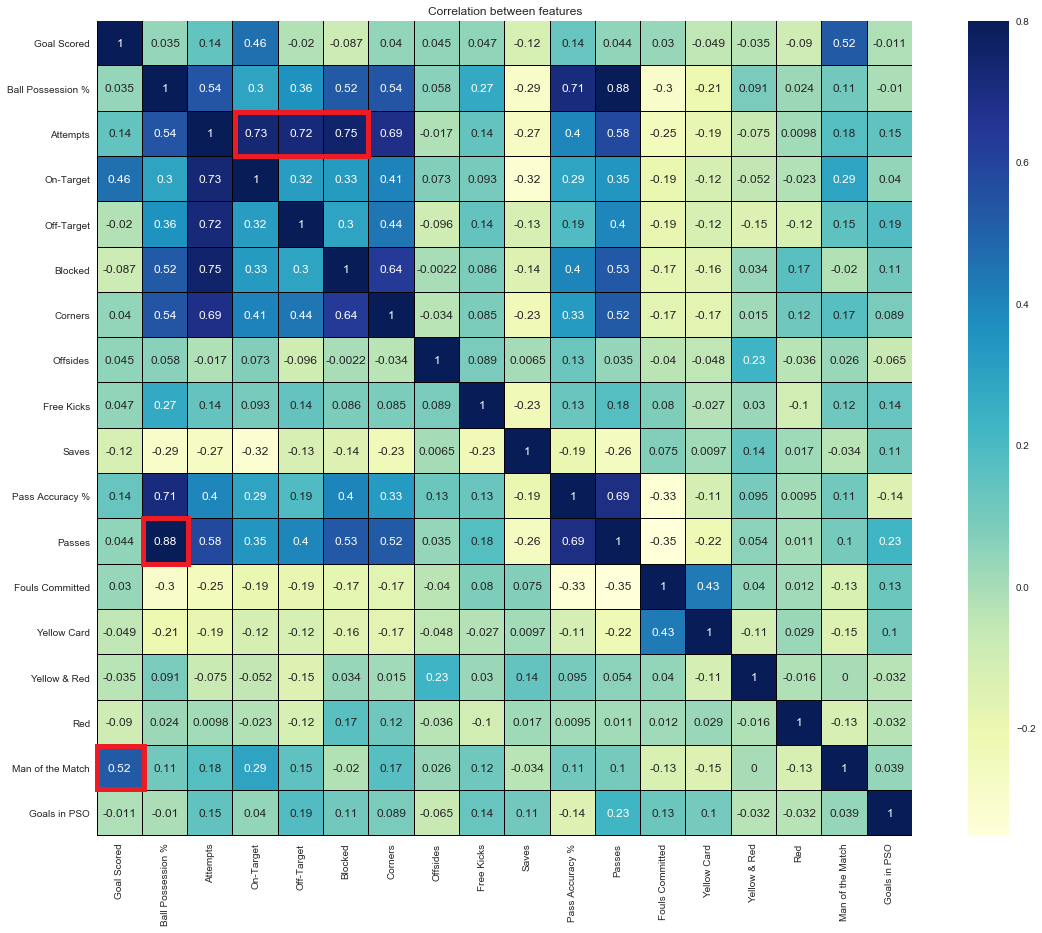 Correlation between features
Goal Scored 1 0.035 0.14 0.46 -0.02 -0.087 0.04 0.045 0.047 -0.12 0.14 0.044 0.03 -0.049 -0.035 -0.09 0.52 -0.011
Ball Possession % 0.035 1 0.54 0.3 0.36 0.52 0.54 0.058 0.27 -0.29 0.71 0.88 -0.3 -0.21 0.091 0.024 0.11 -0.01
Attempts 0.14 0.54 1 0.73 0.72 0.75 0.69 -0.017 0.14 -0.27 0.4 0.58 -0.25 -0.19 -0.075 0.0098 0.18 0.15
On-Target 0.46 0.3 0.73 1 0.32 0.33 0.41 0.073 0.093 -0.32 0.29 0.35 -0.19 -0.12 -0.052 -0.023 0.29 0.04
Off-Target -0.02 0.36 0.72 0.32 1 0.3 0.44 -0.096 0.14 -0.13 0.19 0.4 -0.19 -0.12 -0.15 -0.12 0.15 0.19
Blocked -0.087 0.52 0.75 0.33 0.3 1 0.64 -0.0022 0.086 -0.14 0.4 0.53 -0.17 -0.16 0.034 0.17 -0.02 0.11
Corners 0.04 0.54 0.69 0.41 0.44 0.64 1 -0.034 0.085 -0.23 0.33 0.52 -0.17 -0.17 0.015 0.12 0.17 0.089
Offsides 0.045 0.058 -0.017 0.073 -0.096 -0.0022 -0.034 1 0.089 0.0065 0.13 0.035 -0.04 -0.048 0.23 -0.036 0.026 -0.065
Free Kicks 0.047 0.27 0.14 0.093 0.14 0.086 0.085 0.089 1 -0.23 0.13 0.18 0.08 -0.027 0.03 -0.1 0.12 0.14
Saves -0.12 -0.29 -0.27 -0.32 -0.13 -0.14 -0.23 0.0065 -0.23 1 -0.19 -0.26 0.075 0.0097 0.14 0.017 -0.034 0.11
Pass Accuracy % 0.14 0.71 0.4 0.29 0.19 0.4 0.33 0.13 0.13 -0.19 1 0.69 -0.33 -0.11 0.095 0.0095 0.11 -0.14
Passes 0.044 0.88 0.58 0.35 0.4 0.53 0.52 0.035 0.18 -0.26 0.69 1 -0.35 -0.22 0.054 0.011 0.1 0.23
Fouls Committed 0.03 -0.3 -0.25 -0.19 -0.19 -0.17 -0.17 -0.04 0.08 0.075 -0.33 -0.35 1 0.43 0.04 0.012 -0.13 0.13
Yellow Card -0.049 -0.21 -0.19 -0.12 -0.12 -0.16 -0.17 -0.048 -0.027 0.0097 -0.11 -0.22 0.43 1 -0.11 0.029 -0.15 0.1
Yellow & Red -0.035 0.091 -0.075 -0.052 -0.15 0.034 0.015 0.23 0.03 0.14 0.095 0.054 0.04 -0.11 1 -0.016 0 -0.032
Red -0.09 0.024 0.0098 -0.023 -0.12 0.17 0.12 -0.036 -0.1 0.017 0.0095 0.011 0.012 0.029 -0.016 1 -0.13 -0.032
Man of the Match 0.52 0.11 0.18 0.29 0.15 -0.02 0.17 0.026 0.12 -0.034 0.11 0.1 -0.13 -0.15 0 -0.13 1 0.039
Goals in PSO -0.011 -0.01 0.15 0.04 0.19 0.11 0.089 -0.065 0.14 0.11 -0.14 0.23 0.13 0.1 -0.032 -0.032 0.039 1
Goal Scored
Ball Possession %
Attempts
On-Target
Off-Target
Blocked
Corners
Offsides
Free Kicks
Saves
Pass Accuracy %
Passes
Fouls Committed
Yellow Card
Yellow & Red
Red
Man of the Match
Goals in PSO
0.8
0.6
0.4
0.2
0.0
−0.2